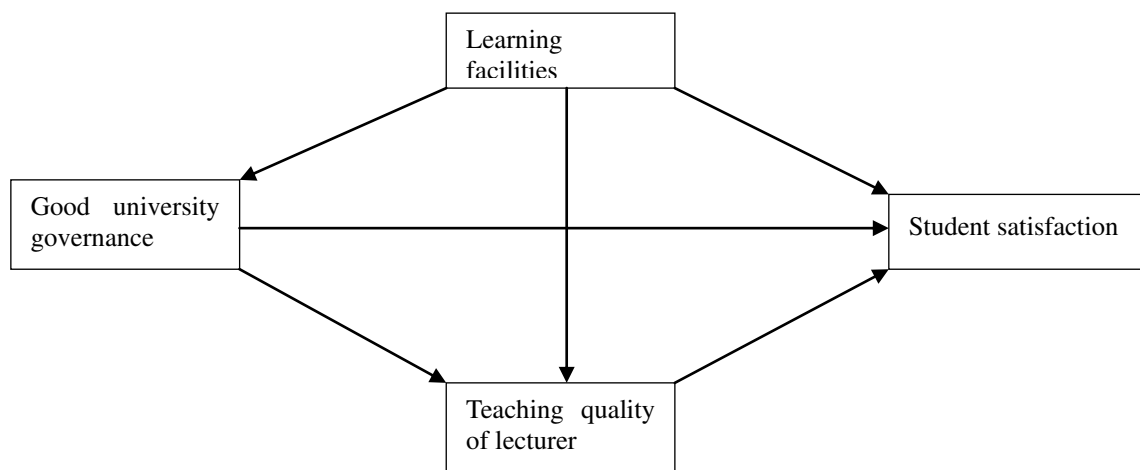 Learning
facilities
Good university
governance
Student satisfaction
Teaching quality
of lecturer